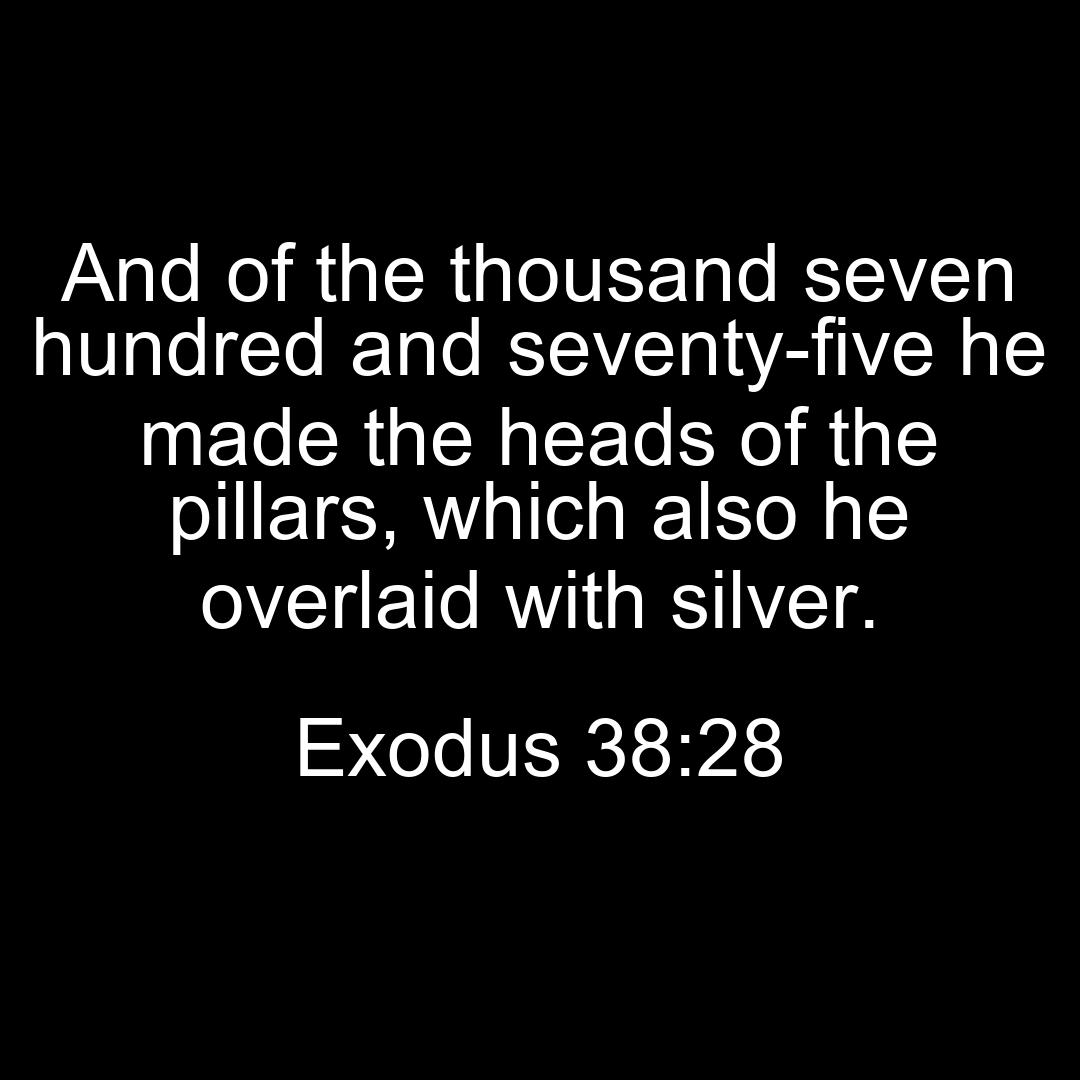 And of the thousand seven
hundred and seventy-five he
made the heads of the
pillars, which also he
overlaid with silver.
Exodus 38:28